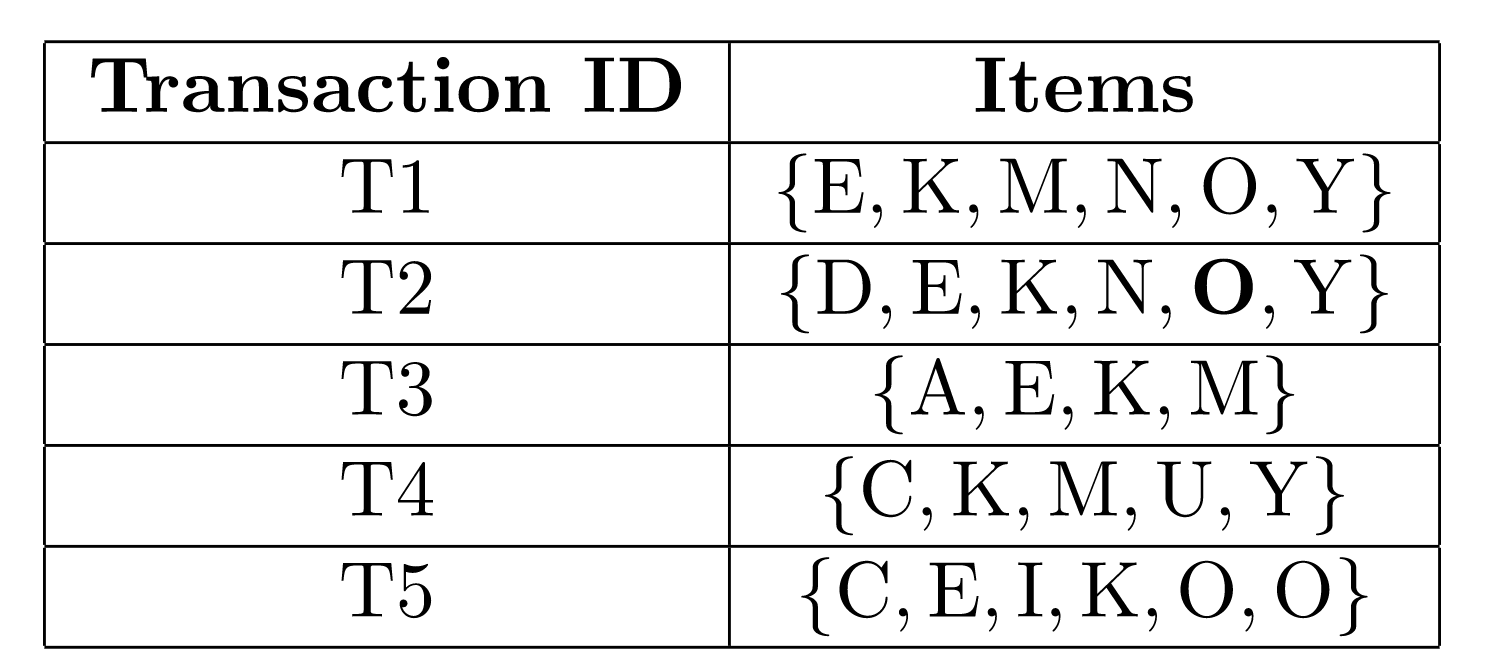 Transaction ID Items
T1 {E, K, M, N, O, Y}
T2 {D, E, K, N, O, Y}
T3 {A, E, K, M}
T4 {C, K, M, U, Y}
T5 {C, E, I, K, O, O}